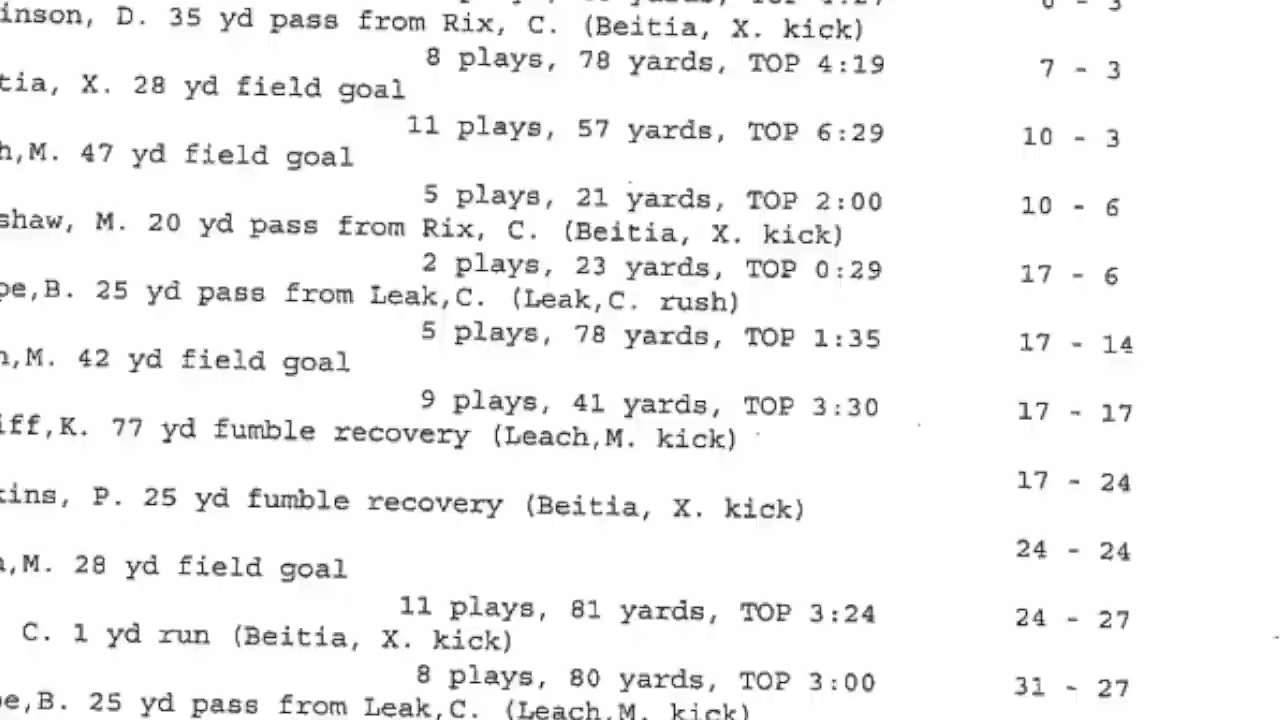 inson, D. 35 yd pass from Rix, C. (Beitia, X. kick)
8 plays, 78 yards, TOP 4:19 7 - 3
tia, X. 28 yd field goal
11 plays, 57 yards, TOP 6:29 10 - 3
h,M. 47 yd field goal
5 plays, 21 yards, TOP 2:00 10 - 6
shaw, M. 20 yd pass from Rix, C. (Beitia, X. kick)
2 plays, 23 yards, TOP 0:29 17 - 6
pe,B. 25 yd pass from Leak,C. (Leak,C. rush)
5 plays, 78 yards, TOP 1:35 17 - 14
h,M. 42 yd field goal
9 plays, 41 yards, TOP 3:30 17 - 17
iff,K. 77 yd fumble recovery (Leach,M. kick)
17 - 24
kins, P. 25 yd fumble recovery (Beitia, X. kick)
24 - 24
h,M. 28 yd field goal
11 plays, 81 yards, TOP 3:24 24 - 27
C. 1 yd run (Beitia, X. kick)
8 plays, 80 yards, TOP 3:00 31 - 27
pe,B. 25 yd pass from Leak,C. (Leach,M. kick)